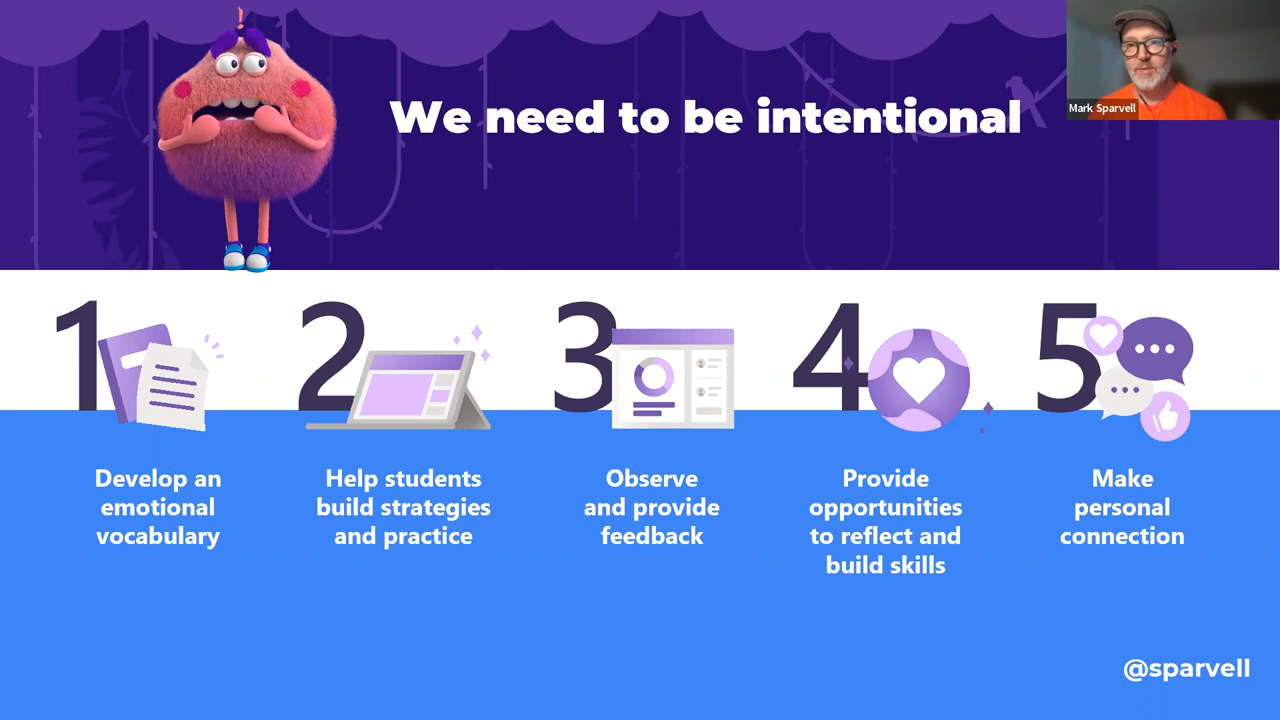 We need to be intentional
Mark Sparvell
1
2
3
4
5
Develop an
emotional
vocabulary
Help students
build strategies
and practice
Observe
and provide
feedback
Provide
opportunities
to reflect and
build skills
Make
personal
connection
@sparvell